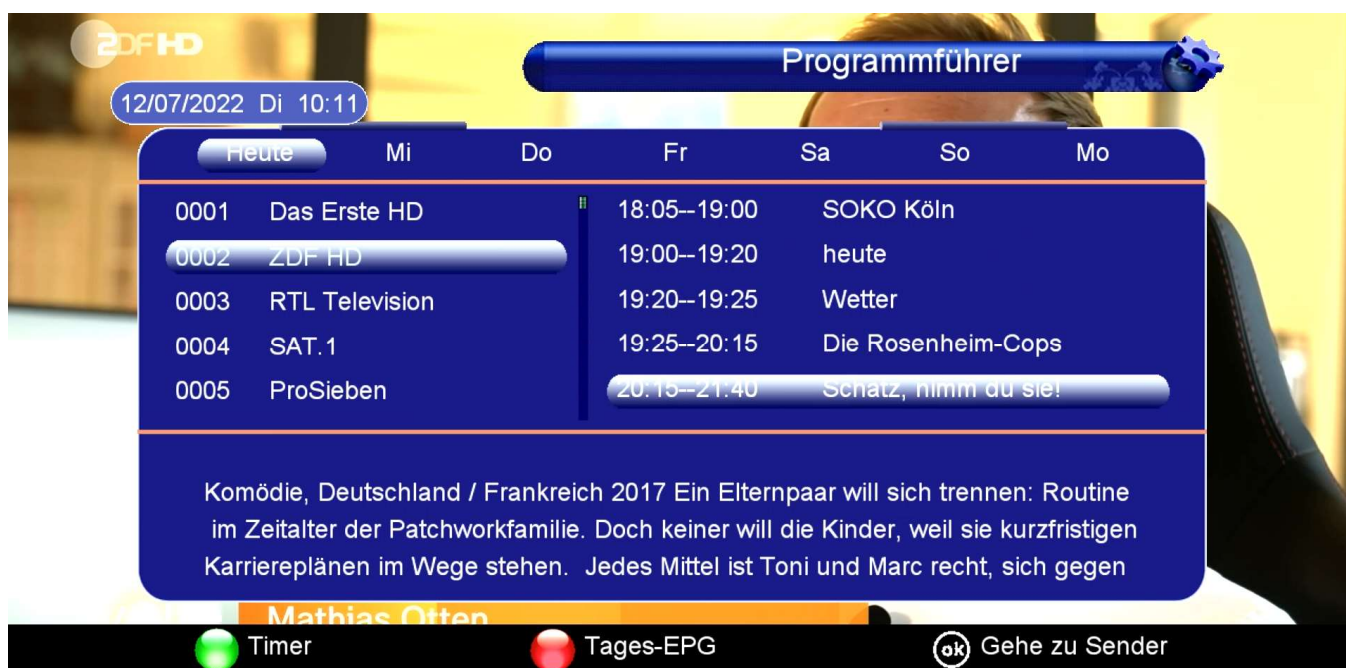 ZDF HD
Programmführer
12/07/2022 Di 10:11
Heute Mi Do Fr Sa So Mo
0001 Das Erste HD
0002 ZDF HD
0003 RTL Television
0004 SAT.1
0005 ProSieben
18:05--19:00 SOKO Köln
19:00--19:20 heute
19:20--19:25 Wetter
19:25--20:15 Die Rosenheim-Cops
20:15--21:40 Schatz, nimm du sie!
Komödie, Deutschland / Frankreich 2017 Ein Elternpaar will sich trennen: Routine
im Zeitalter der Patchworkfamilie. Doch keiner will die Kinder, weil sie kurzfristigen
Karriereplänen im Wege stehen. Jedes Mittel ist Toni und Marc recht, sich gegen
Mathias Otten
Timer
Tages-EPG
ok Gehe zu Sender